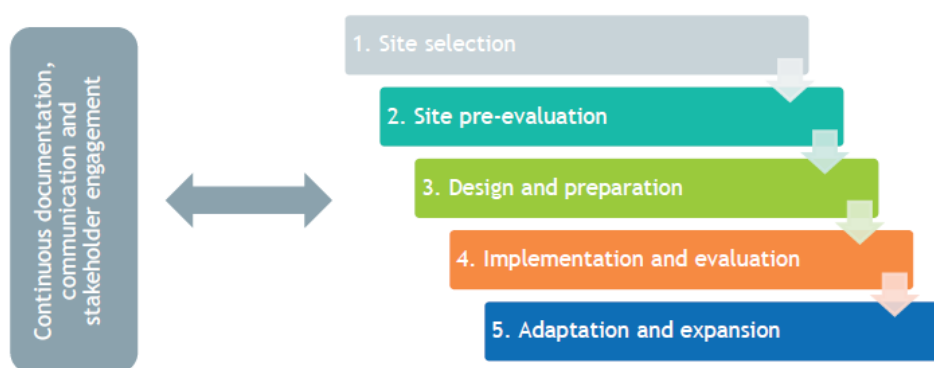 Continuous documentation,
communication and
stakeholder engagement
1. Site selection
2. Site pre-evaluation
3. Design and preparation
4. Implementation and evaluation
5. Adaptation and expansion